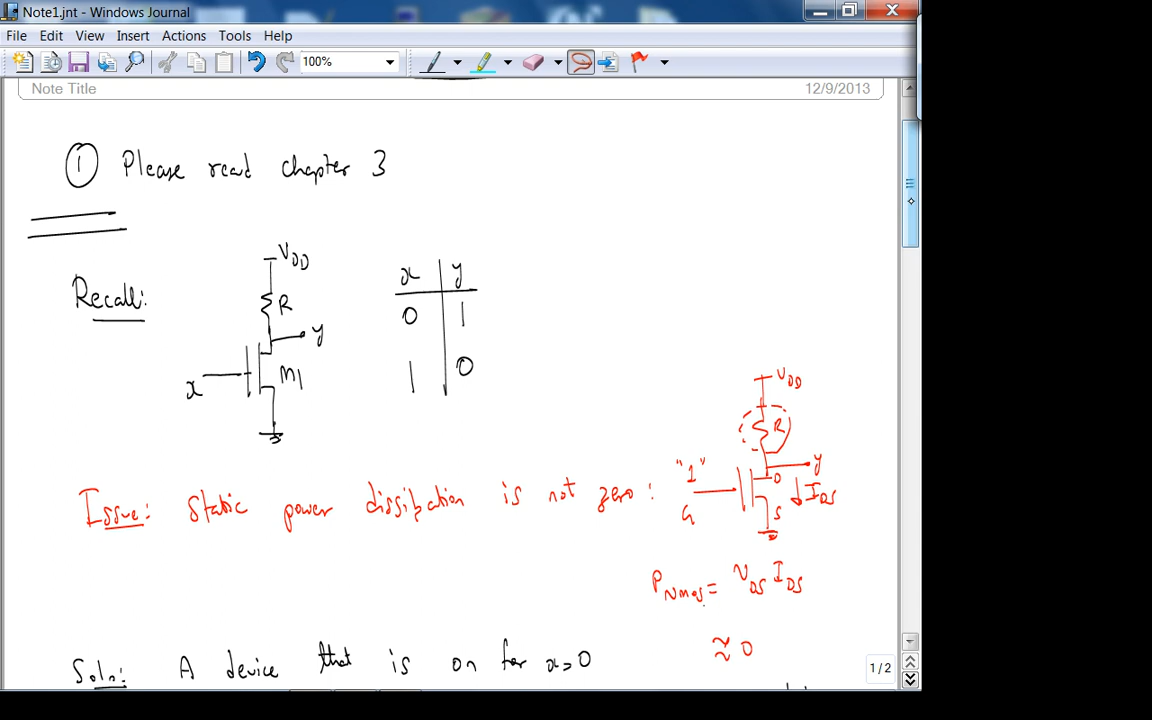 Note1.jnt - Windows Journal
File Edit View Insert Actions Tools Help
100%
Note Title 12/9/2013
① Please read chapter 3
Recall:
VDD
R
y
x
M1
x y
0 1
1 0
VDD
R
y
"1"
G
D
S
IDS
Issue: Static power dissipation is not zero:
PNmos = VDS IDS
≈ 0
Soln: A device that is on for x=0
1/2